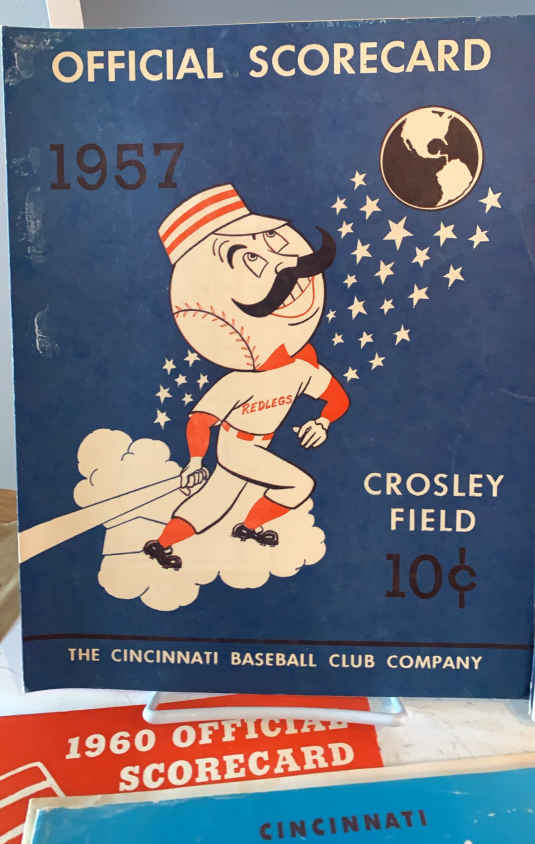 OFFICIAL SCORECARD
1957
REDLEGS
CROSLEY
FIELD
10¢
THE CINCINNATI BASEBALL CLUB COMPANY
1960 OFFICIAL
SCORECARD
CINCINNATI